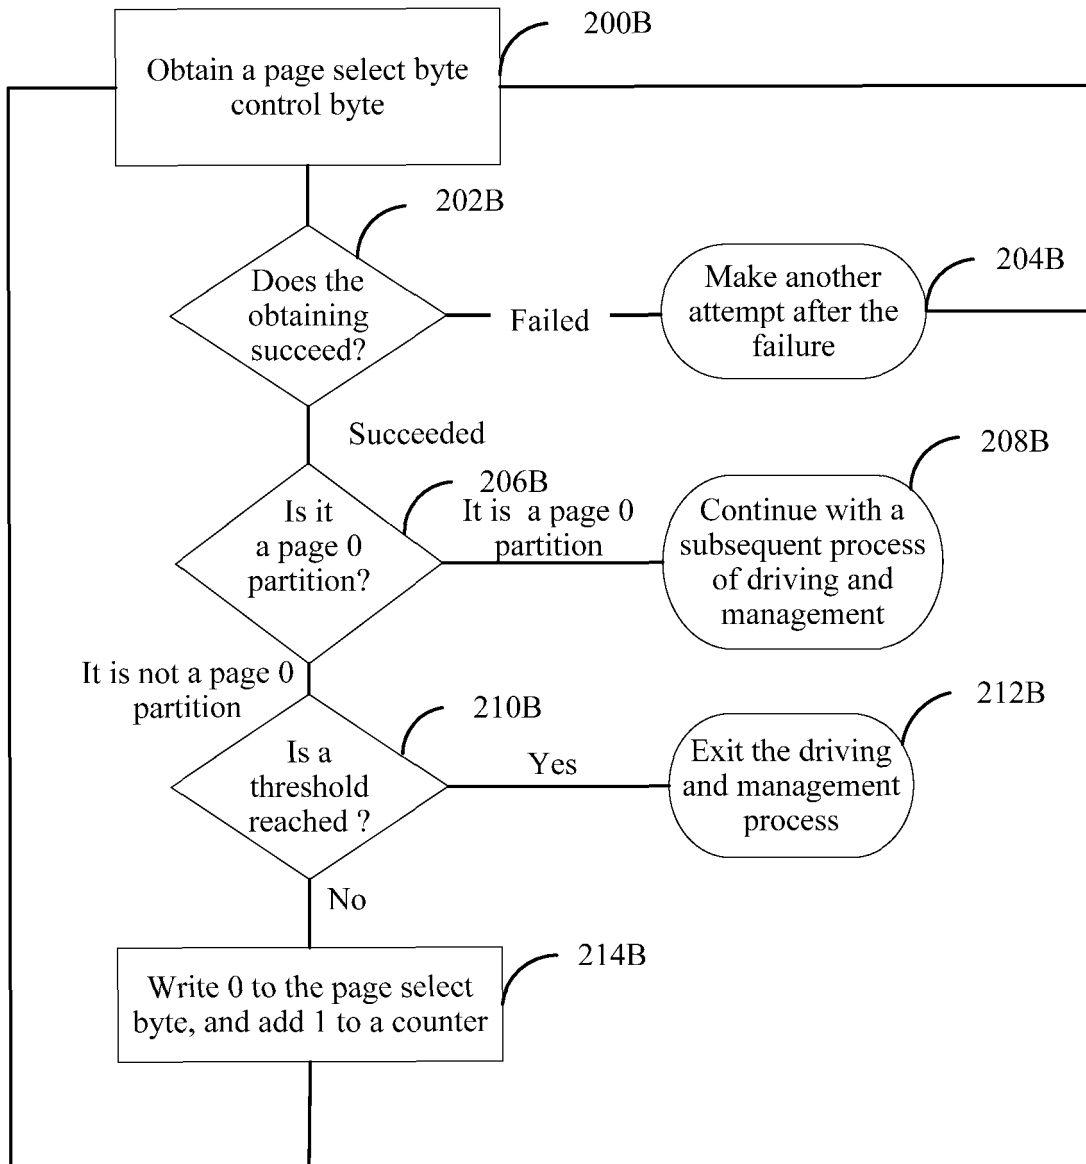 200B
Obtain a page select byte
control byte
202B
Does the
obtaining
succeed?
Failed
Make another
attempt after the
failure
204B
Succeeded
206B
Is it
a page 0
partition?
It is a page 0
partition
208B
Continue with a
subsequent process
of driving and
management
It is not a page 0
partition
210B
Is a
threshold
reached ?
Yes
212B
Exit the driving
and management
process
No
214B
Write 0 to the page select
byte, and add 1 to a counter